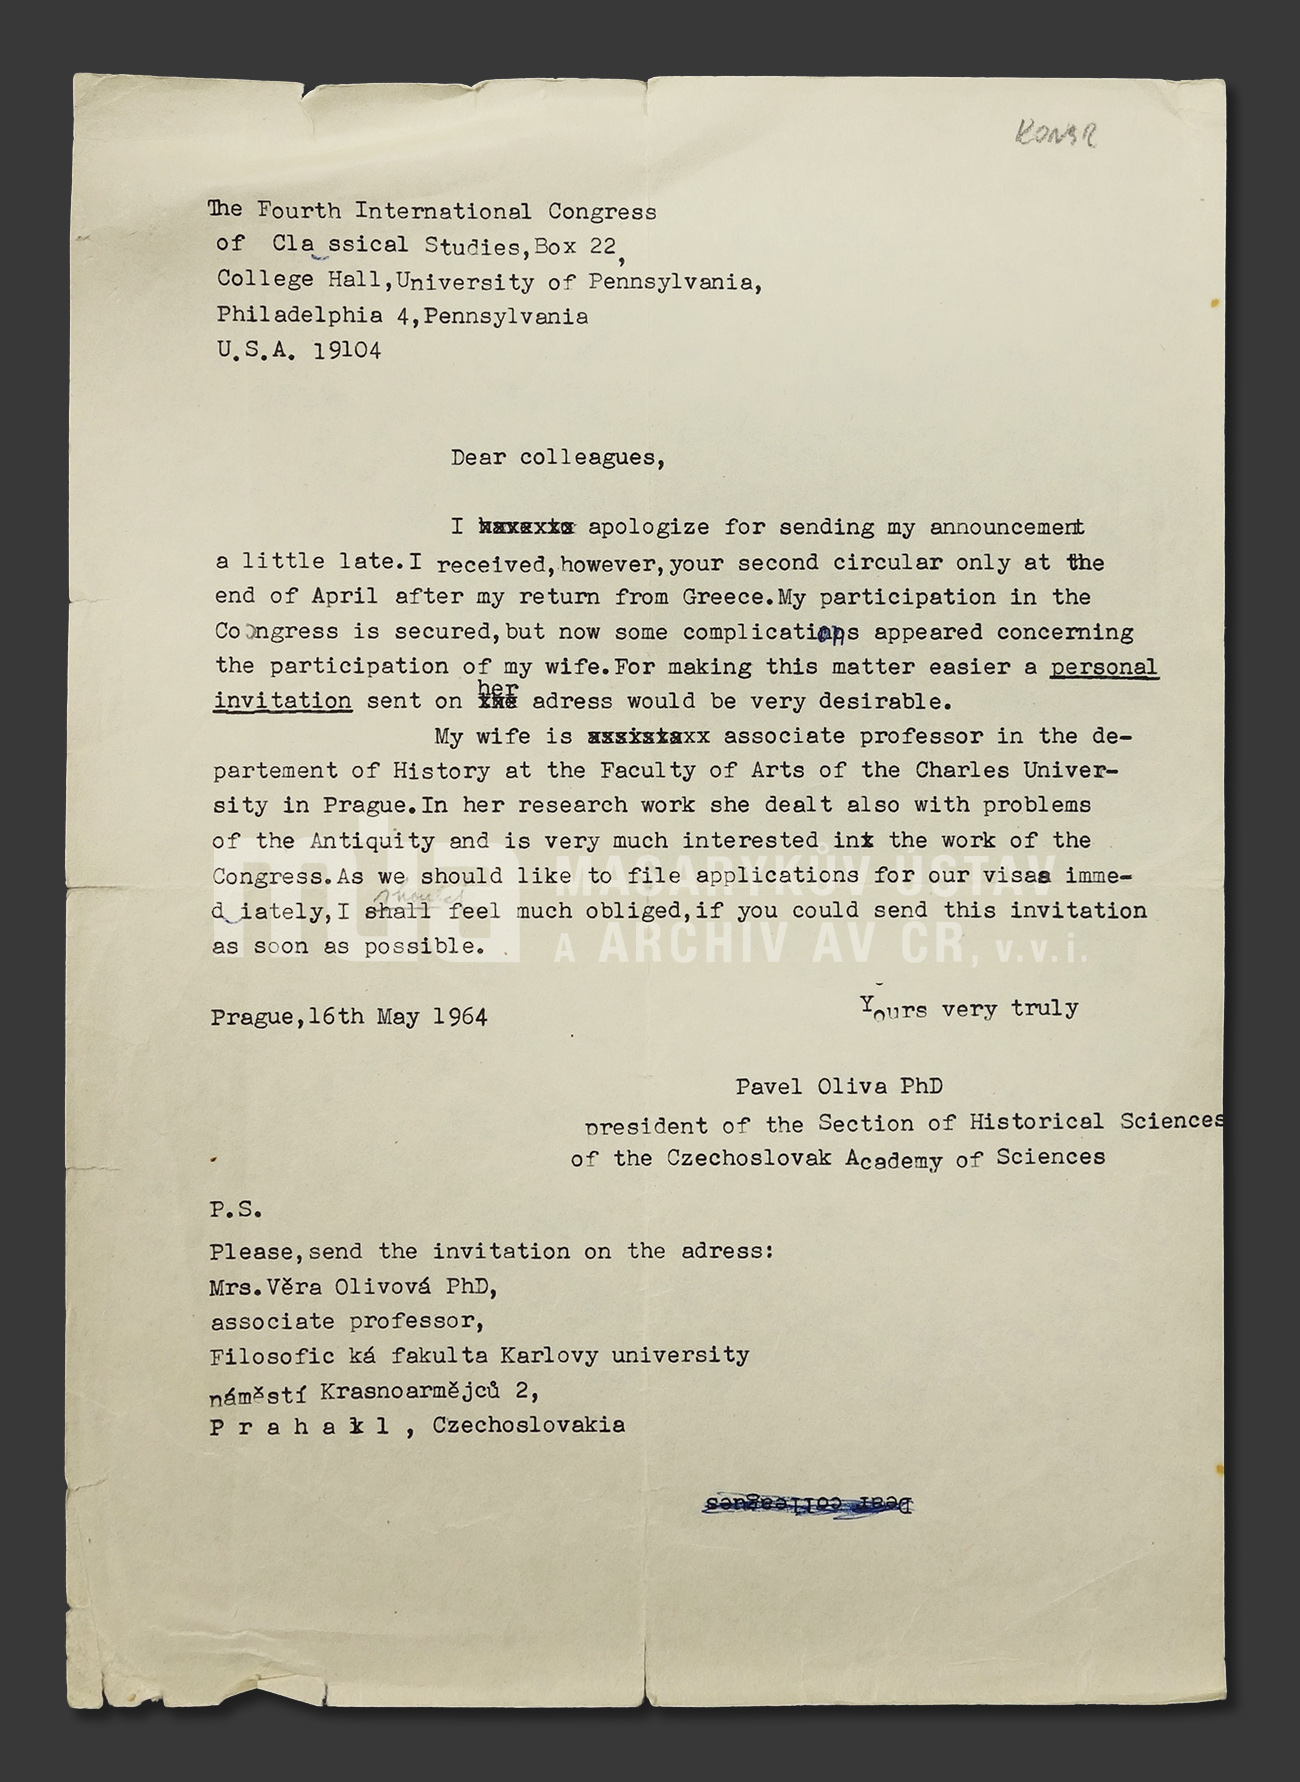 The Fourth International Congress
of Cla ssical Studies,Box 22,
College Hall,University of Pennsylvania,
Philadelphia 4,Pennsylvania
U.S.A. 19104
Dear colleagues,
I apologize for sending my announcement
a little late.I received,however,your second circular only at the
end of April after my return from Greece.My participation in the
Co ngress is secured,but now some complications appeared concerning
the participation of my wife.For making this matter easier a personal
her
invitation sent on adress would be very desirable.
My wife is associate professor in the de-
partement of History at the Faculty of Arts of the Charles Univer-
sity in Prague.In her research work she dealt also with problems
of the Antiquity and is very much interested in the work of the
Congress.As we should like to file applications for our visas imme-
should
d iately,I shall feel much obliged,if you could send this invitation
as soon as possible.
Prague,16th May 1964
Yours very truly
Pavel Oliva PhD
president of the Section of Historical Sciences
of the Czechoslovak Academy of Sciences
P.S.
Please,send the invitation on the adress:
Mrs.Věra Olivová PhD,
associate professor,
Filosofic ká fakulta Karlovy university
náměstí Krasnoarmějců 2,
P r a h a 1 , Czechoslovakia
Dear colleagues
mua MASARYKŮV ÚSTAV
A ARCHIV AV ČR, v.v.i.